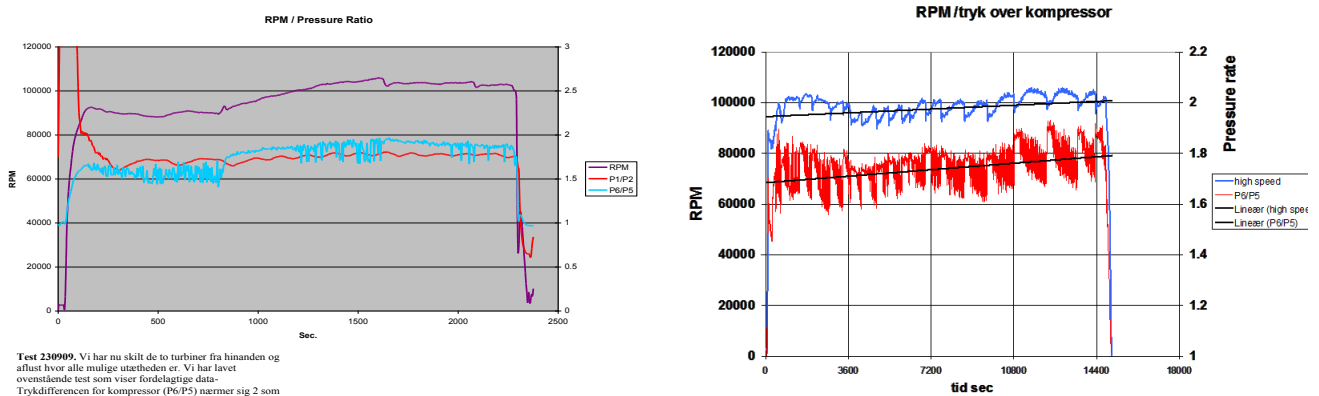 RPM / Pressure Ratio
120000
100000
80000
60000
40000
20000
0
RPM
3
2.5
2
1.5
1
0.5
0
0 500 1000 1500 2000 2500
Sec.
RPM
P1/P2
P6/P5
Test 230909. Vi har nu skilt de to turbiner fra hinanden og
aflust hvor alle mulige utætheden er. Vi har lavet
ovenstående test som viser fordelagtige data-
Trykdifferencen for kompressor (P6/P5) nærmer sig 2 som
RPM/tryk over kompressor
120000
100000
80000
60000
40000
20000
0
RPM
2.2
2
1.8
1.6
1.4
1.2
1
Pressure rate
0 3600 7200 10800 14400 18000
tid sec
high speed
P6/P5
Lineær (high spee
Lineær (P6/P5)